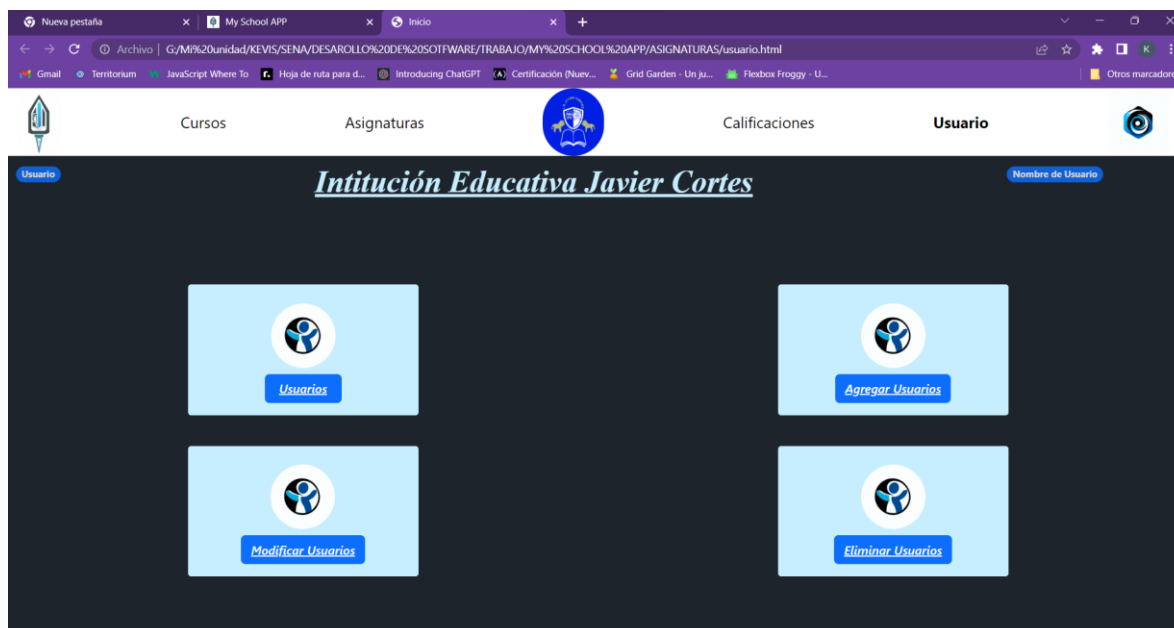 Nueva pestaña
My School APP
Inicio
Archivo | G:/Mi%20unidad/KEVIS/SENA/DESAROLLO%20DE%20SOTFWARE/TRABAJO/MY%20SCHOOL%20APP/ASIGNATURAS/usuario.html
K
Gmail Territorium JavaScript Where To Hoja de ruta para d... Introducing ChatGPT Certificación (Nuev... Grid Garden - Un ju... Flexbox Froggy - U... Otros marcadore
Cursos Asignaturas Calificaciones Usuario
Usuario Intitución Educativa Javier Cortes Nombre de Usuario
Usuarios Agregar Usuarios
Modificar Usuarios Eliminar Usuarios